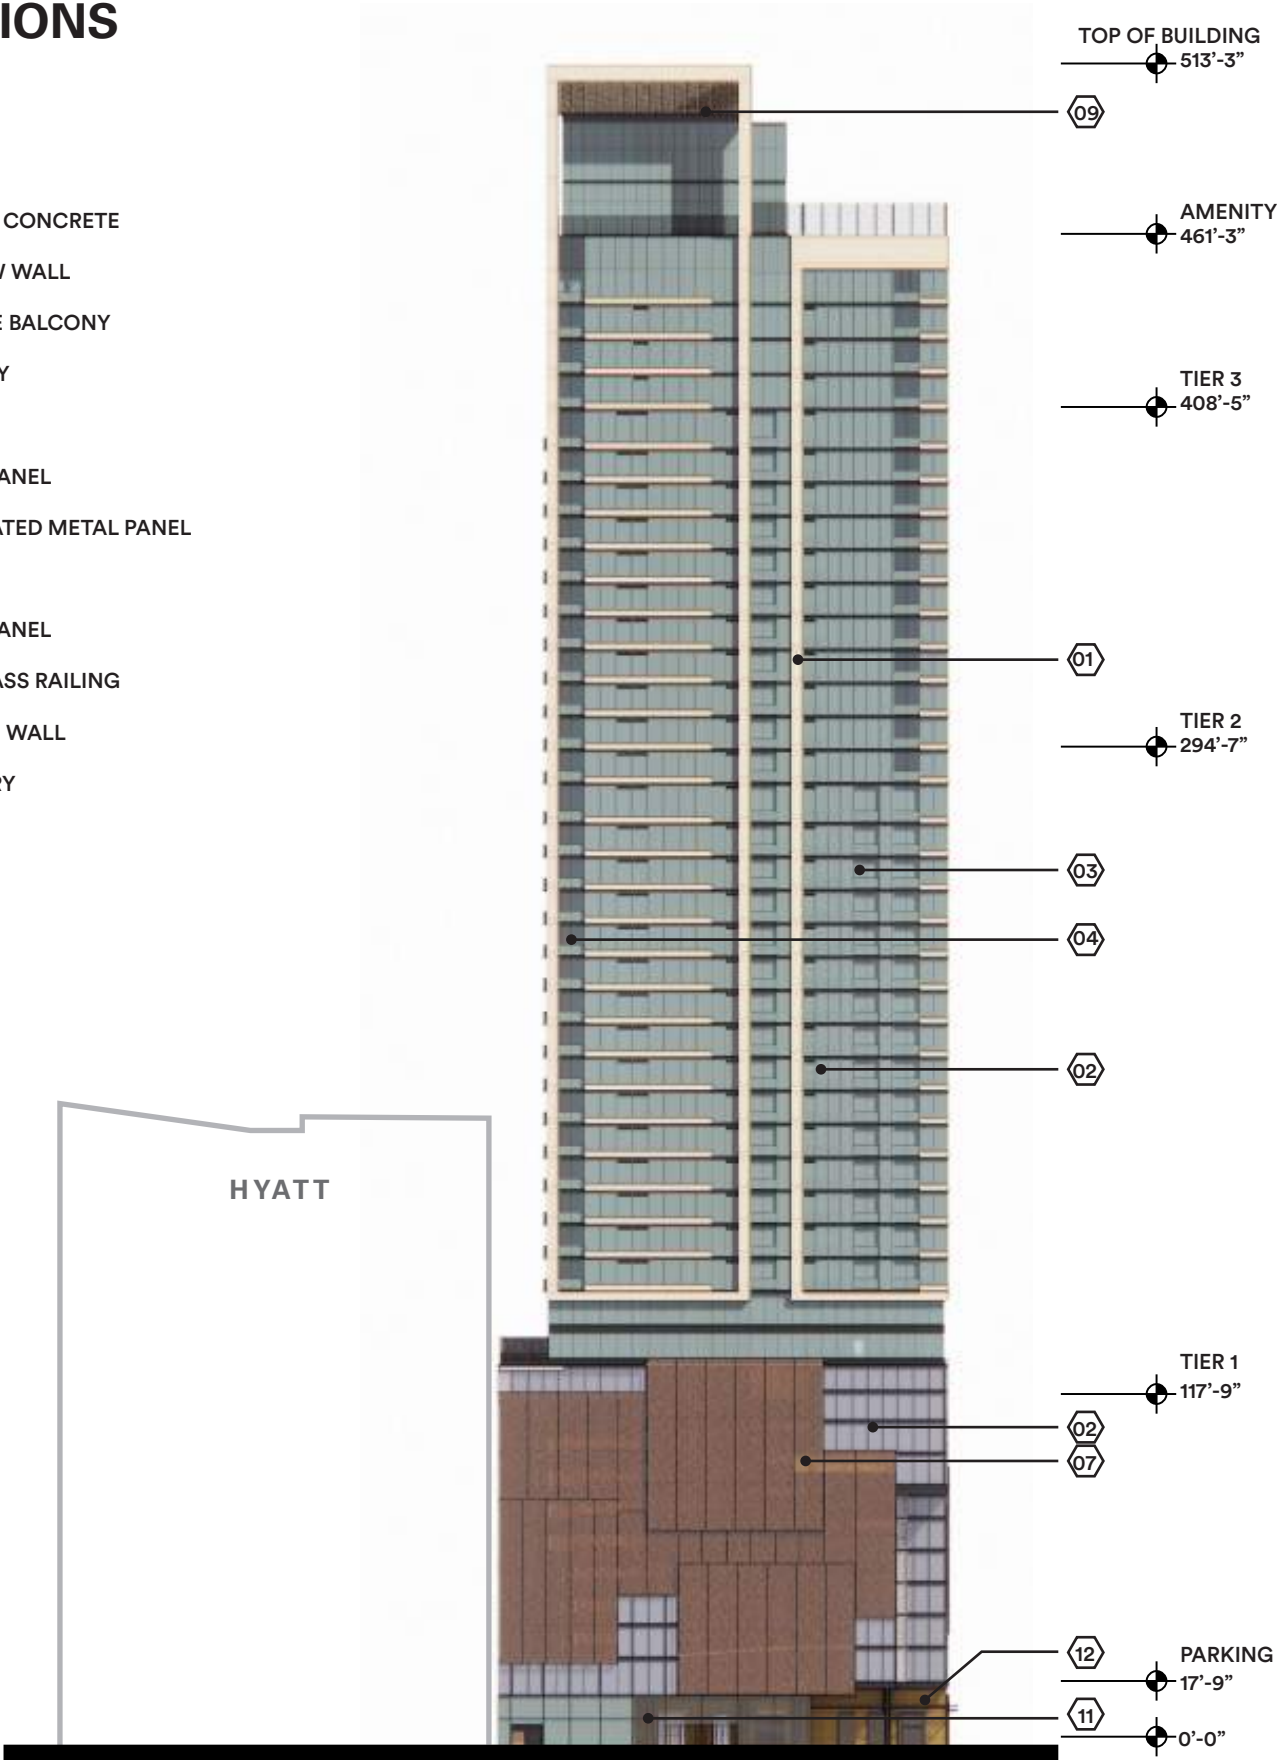 IONS
CONCRETE
WALL
BALCONY
Y
ANEL
ATED METAL PANEL
ANEL
ASS RAILING
WALL
RY
HYATT
TOP OF BUILDING
513’-3”
09
AMENITY
461’-3”
TIER 3
408’-5”
01
TIER 2
294’-7”
03
04
02
TIER 1
117’-9”
02
07
12
PARKING
17’-9”
11
0’-0”